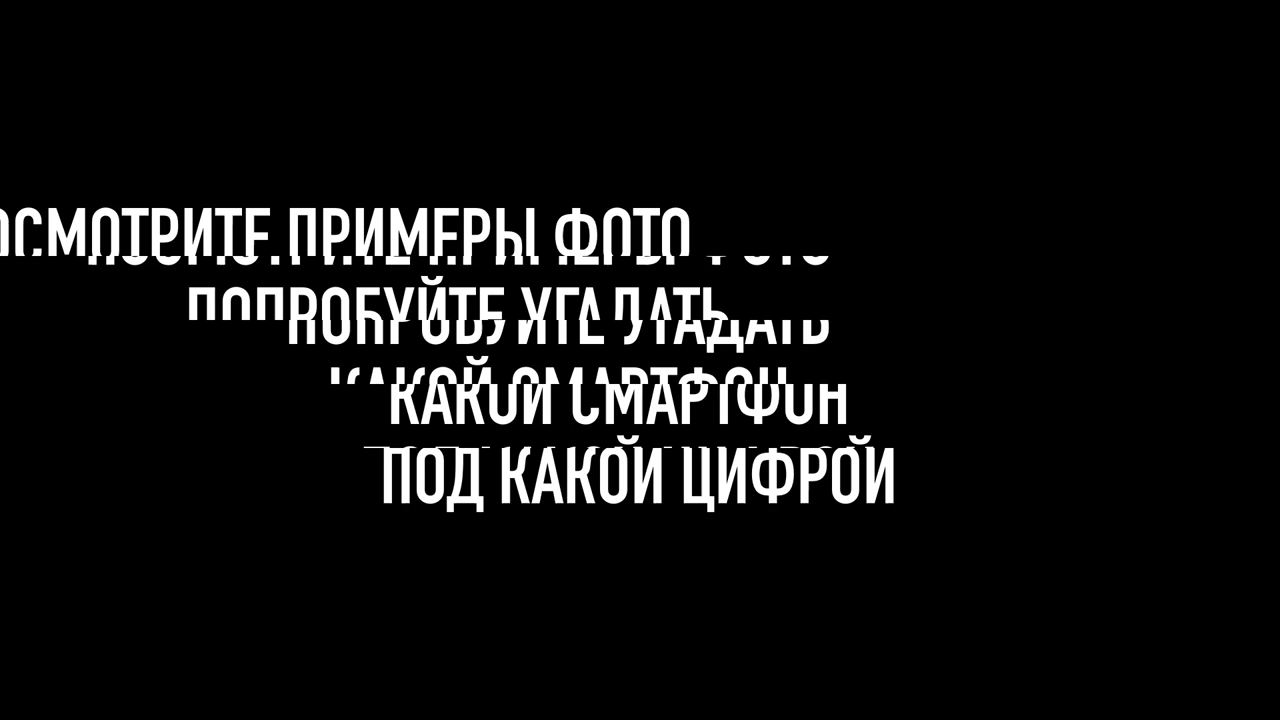 ПОСМОТРИТЕ ПРИМЕРЫ ФОТО
ПОПРОБУЙТЕ УГАДАТЬ
КАКОЙ СМАРТФОН
ПОД КАКОЙ ЦИФРОЙ